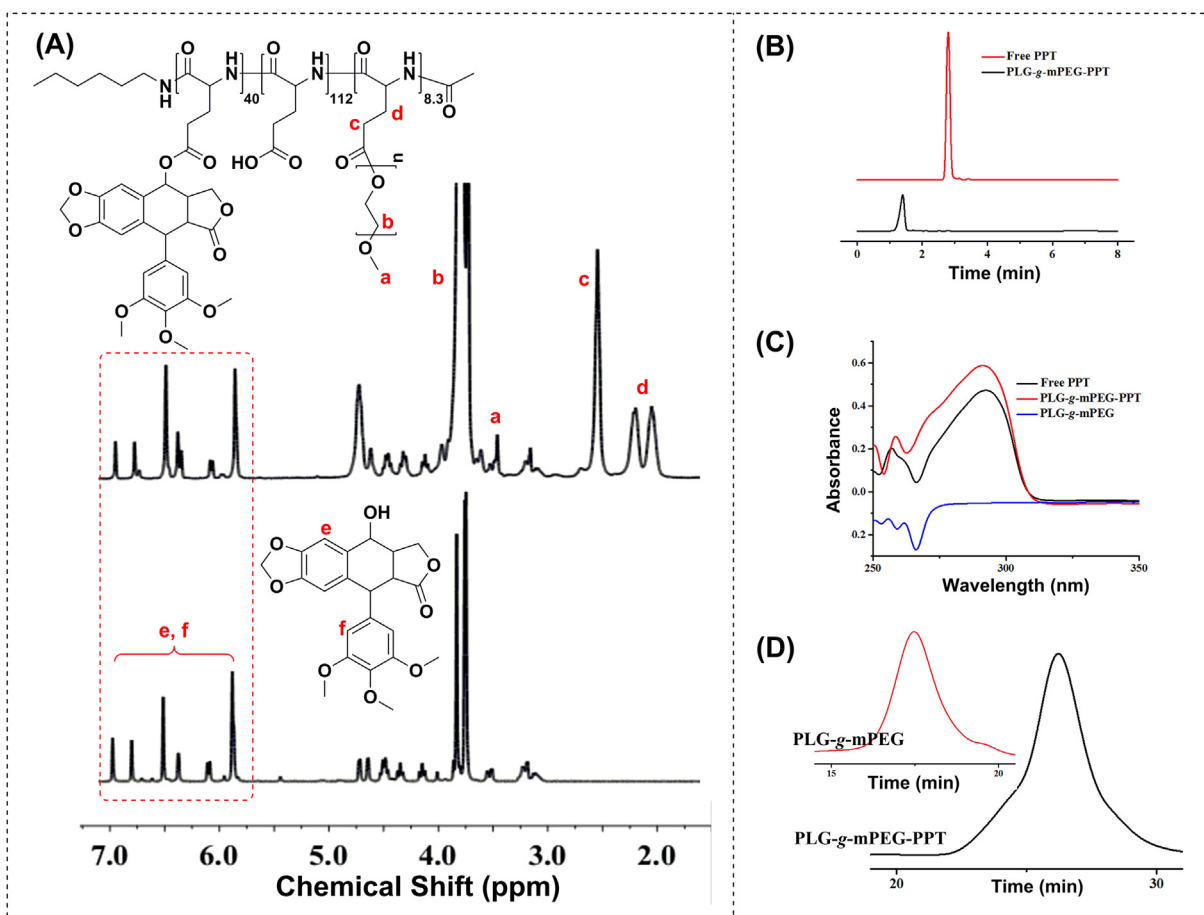 (A)
O
H
N
40
O
H
N
112
O
H
N
8.3
N
H
O
d
c
O
O
HO
O
O
O
n
b
O
a
O
O
O
O
O
O
O
b
c
a
d
OH
e
O
O
O
O
f
O
O
O
e, f
7.0 6.0 5.0 4.0 3.0 2.0
Chemical Shift (ppm)
(B)
Free PPT
PLG-g-mPEG-PPT
0 2 4 6 8
Time (min)
(C)
0.6
0.4
0.2
0.0
0.2
Absorbance
Free PPT
PLG-g-mPEG-PPT
PLG-g-mPEG
250 300 350
Wavelength (nm)
(D)
PLG-g-mPEG
15 20
Time (min)
PLG-g-mPEG-PPT
20 30
Time (min)